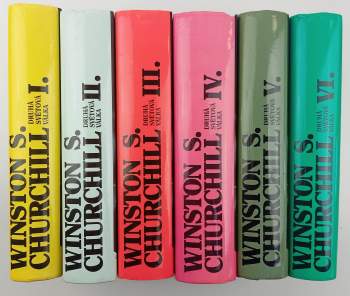 WINSTON S.
CHURCHILL
DRUHÁ
SVĚTOVÁ
VÁLKA
I.
WINSTON S.
CHURCHILL
DRUHÁ
SVĚTOVÁ
VÁLKA
II.
WINSTON S.
CHURCHILL
DRUHÁ
SVĚTOVÁ
VÁLKA
III.
WINSTON S.
CHURCHILL
DRUHÁ
SVĚTOVÁ
VÁLKA
IV.
WINSTON S.
CHURCHILL
DRUHÁ
SVĚTOVÁ
VÁLKA
V.
WINSTON S.
CHURCHILL
DRUHÁ
SVĚTOVÁ
VÁLKA
VI.